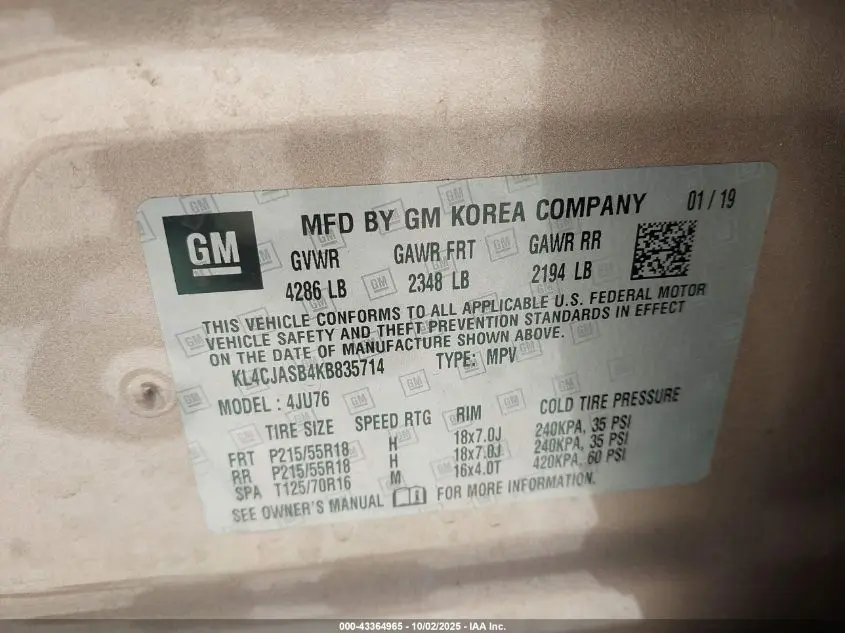 GM
MFD BY GM KOREA COMPANY 01 / 19
GVWR GAWR FRT GAWR RR
4286 LB 2348 LB 2194 LB
THIS VEHICLE CONFORMS TO ALL APPLICABLE U.S. FEDERAL MOTOR
VEHICLE SAFETY AND THEFT PREVENTION STANDARDS IN EFFECT
ON THE DATE OF MANUFACTURE SHOWN ABOVE.
KL4CJASB4KB835714 TYPE: MPV
MODEL : 4JU76
TIRE SIZE SPEED RTG RIM COLD TIRE PRESSURE
FRT P215/55R18 H 18x7.0J 240KPA, 35 PSI
RR P215/55R18 H 18x7.0J 240KPA, 35 PSI
SPA T125/70R16 M 16x4.0T 420KPA, 60 PSI
SEE OWNER'S MANUAL FOR MORE INFORMATION.
000-43364965 - 10/02/2025 - IAA Inc.